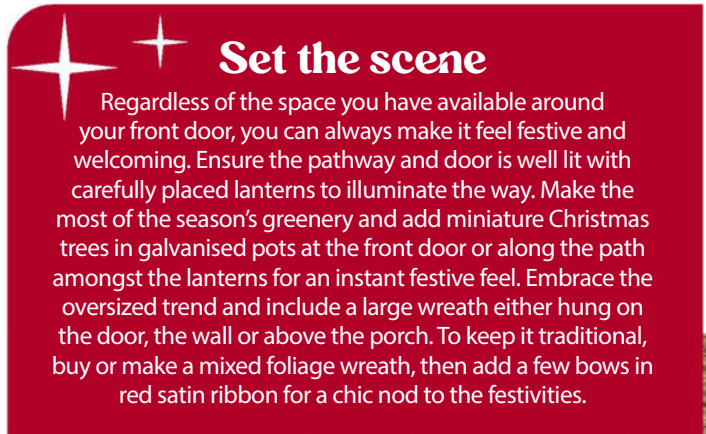 Set the scene
Regardless of the space you have available around
your front door, you can always make it feel festive and
welcoming. Ensure the pathway and door is well lit with
carefully placed lanterns to illuminate the way. Make the
most of the season’s greenery and add miniature Christmas
trees in galvanised pots at the front door or along the path
amongst the lanterns for an instant festive feel. Embrace the
oversized trend and include a large wreath either hung on
the door, the wall or above the porch. To keep it traditional,
buy or make a mixed foliage wreath, then add a few bows in
red satin ribbon for a chic nod to the festivities.